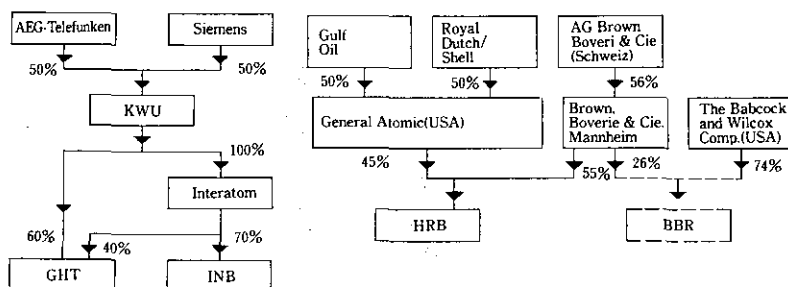 AEG-Telefunken
Siemens
50%
50%
KWU
100%
Interatom
60%
40%
70%
GHT
INB
Gulf
Oil
Royal
Dutch/
Shell
AG Brown
Boveri & Cie
(Schweiz)
50%
50%
56%
General Atomic(USA)
Brown,
Boverie & Cie.
Mannheim
The Babcock
and Wilcox
Comp.(USA)
45%
55%
26%
74%
HRB
BBR